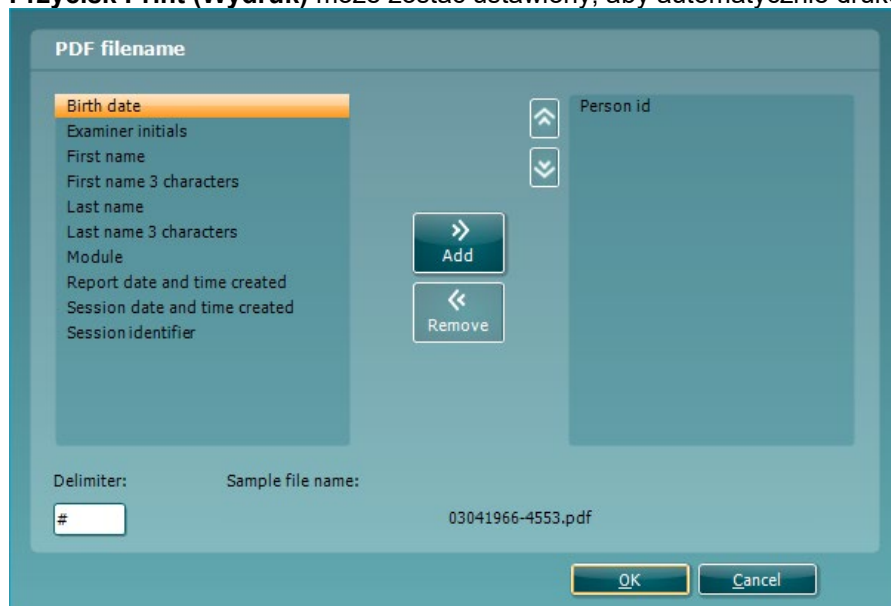 Przycisk Print (Wydruk) może zostać ustawiony, aby automatycznie
PDF filename
Birth date
Examiner initials
First name
First name 3 characters
Last name
Last name 3 characters
Module
Report date and time created
Session date and time created
Session identifier
Add
Remove
Person id
Delimiter:
Sample file name:
#
03041966-4553.pdf
OK
Cancel